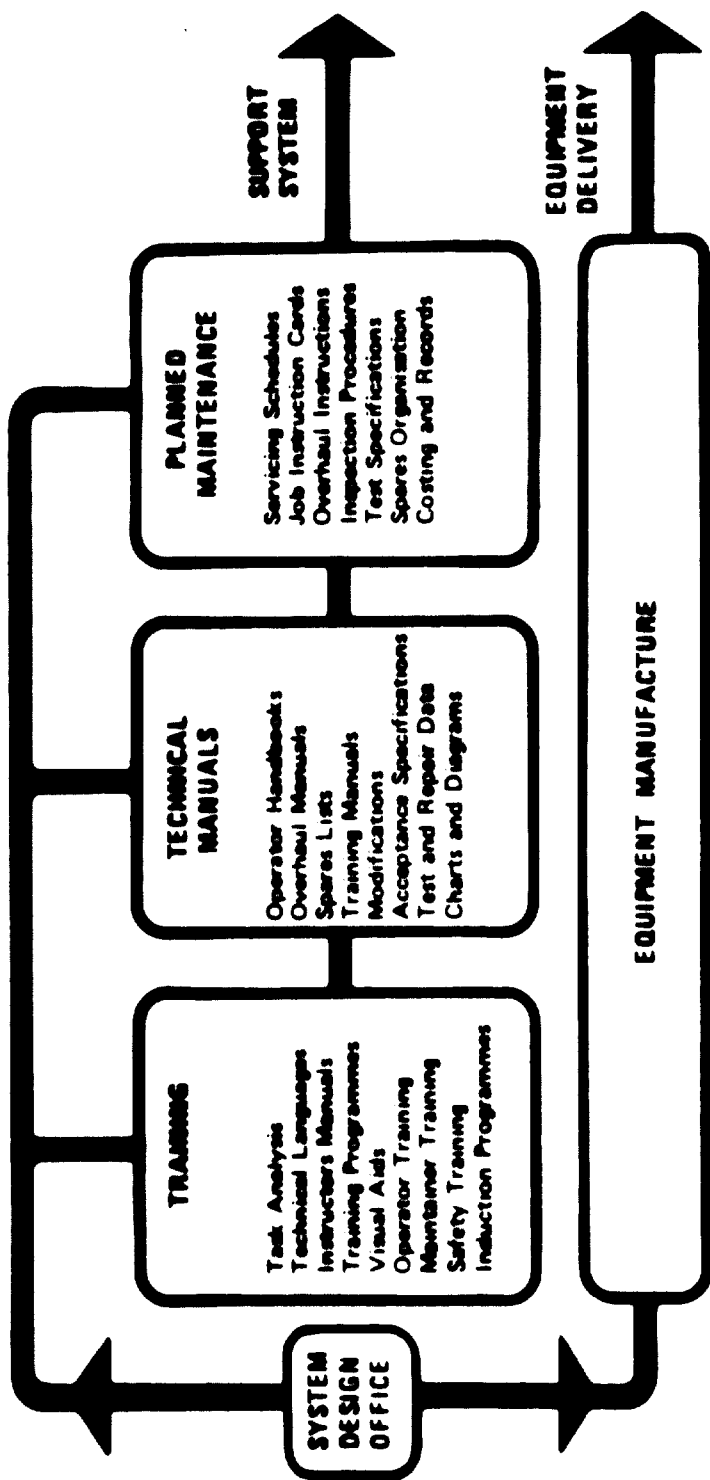 SYSTEM
DESIGN
OFFICE
TRAINING
Task Analysis
Technical Languages
Instructors Manuals
Training Programmes
Visual Aids
Operator Training
Maintainer Training
Safety Training
Induction Programmes
TECHNICAL
MANUALS
Operator Handbooks
Overhaul Manuals
Spares Lists
Training Manuals
Modifications
Acceptance Specifications
Test and Repair Data
Charts and Diagrams
PLANNED
MAINTENANCE
Servicing Schedules
Job Instruction Cards
Overhaul Instructions
Inspection Procedures
Test Specifications
Spares Organisation
Costing and Records
SUPPORT
SYSTEM
EQUIPMENT MANUFACTURE
EQUIPMENT
DELIVERY